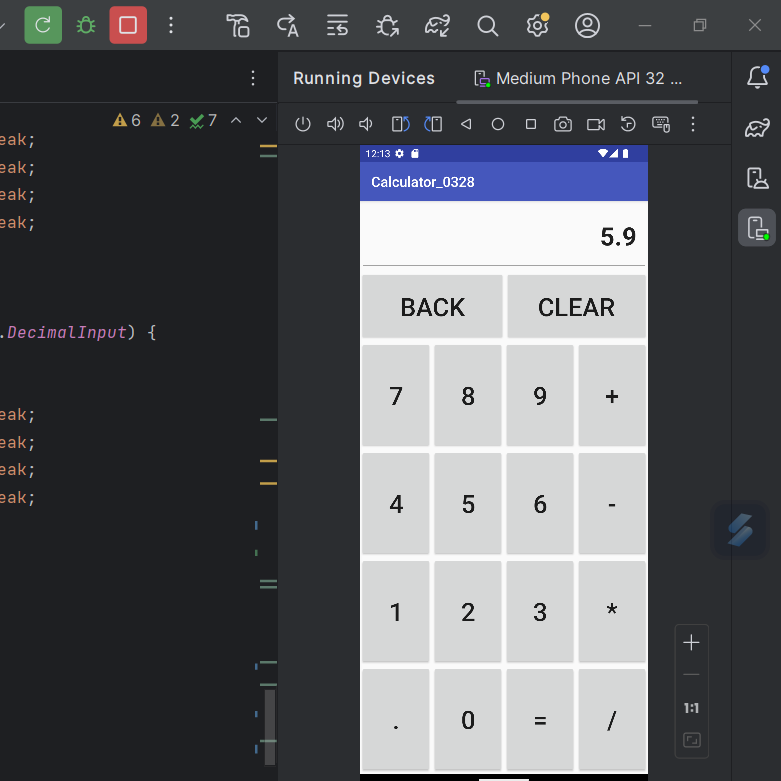 Running Devices
Medium Phone API 32 ...
6 2 7
eak;
eak;
eak;
eak;
.DecimalInput) {
eak;
eak;
eak;
eak;
12:13
Calculator_0328
5.9
BACK CLEAR
7 8 9 +
4 5 6 -
1 2 3 *
. 0 = /
1:1